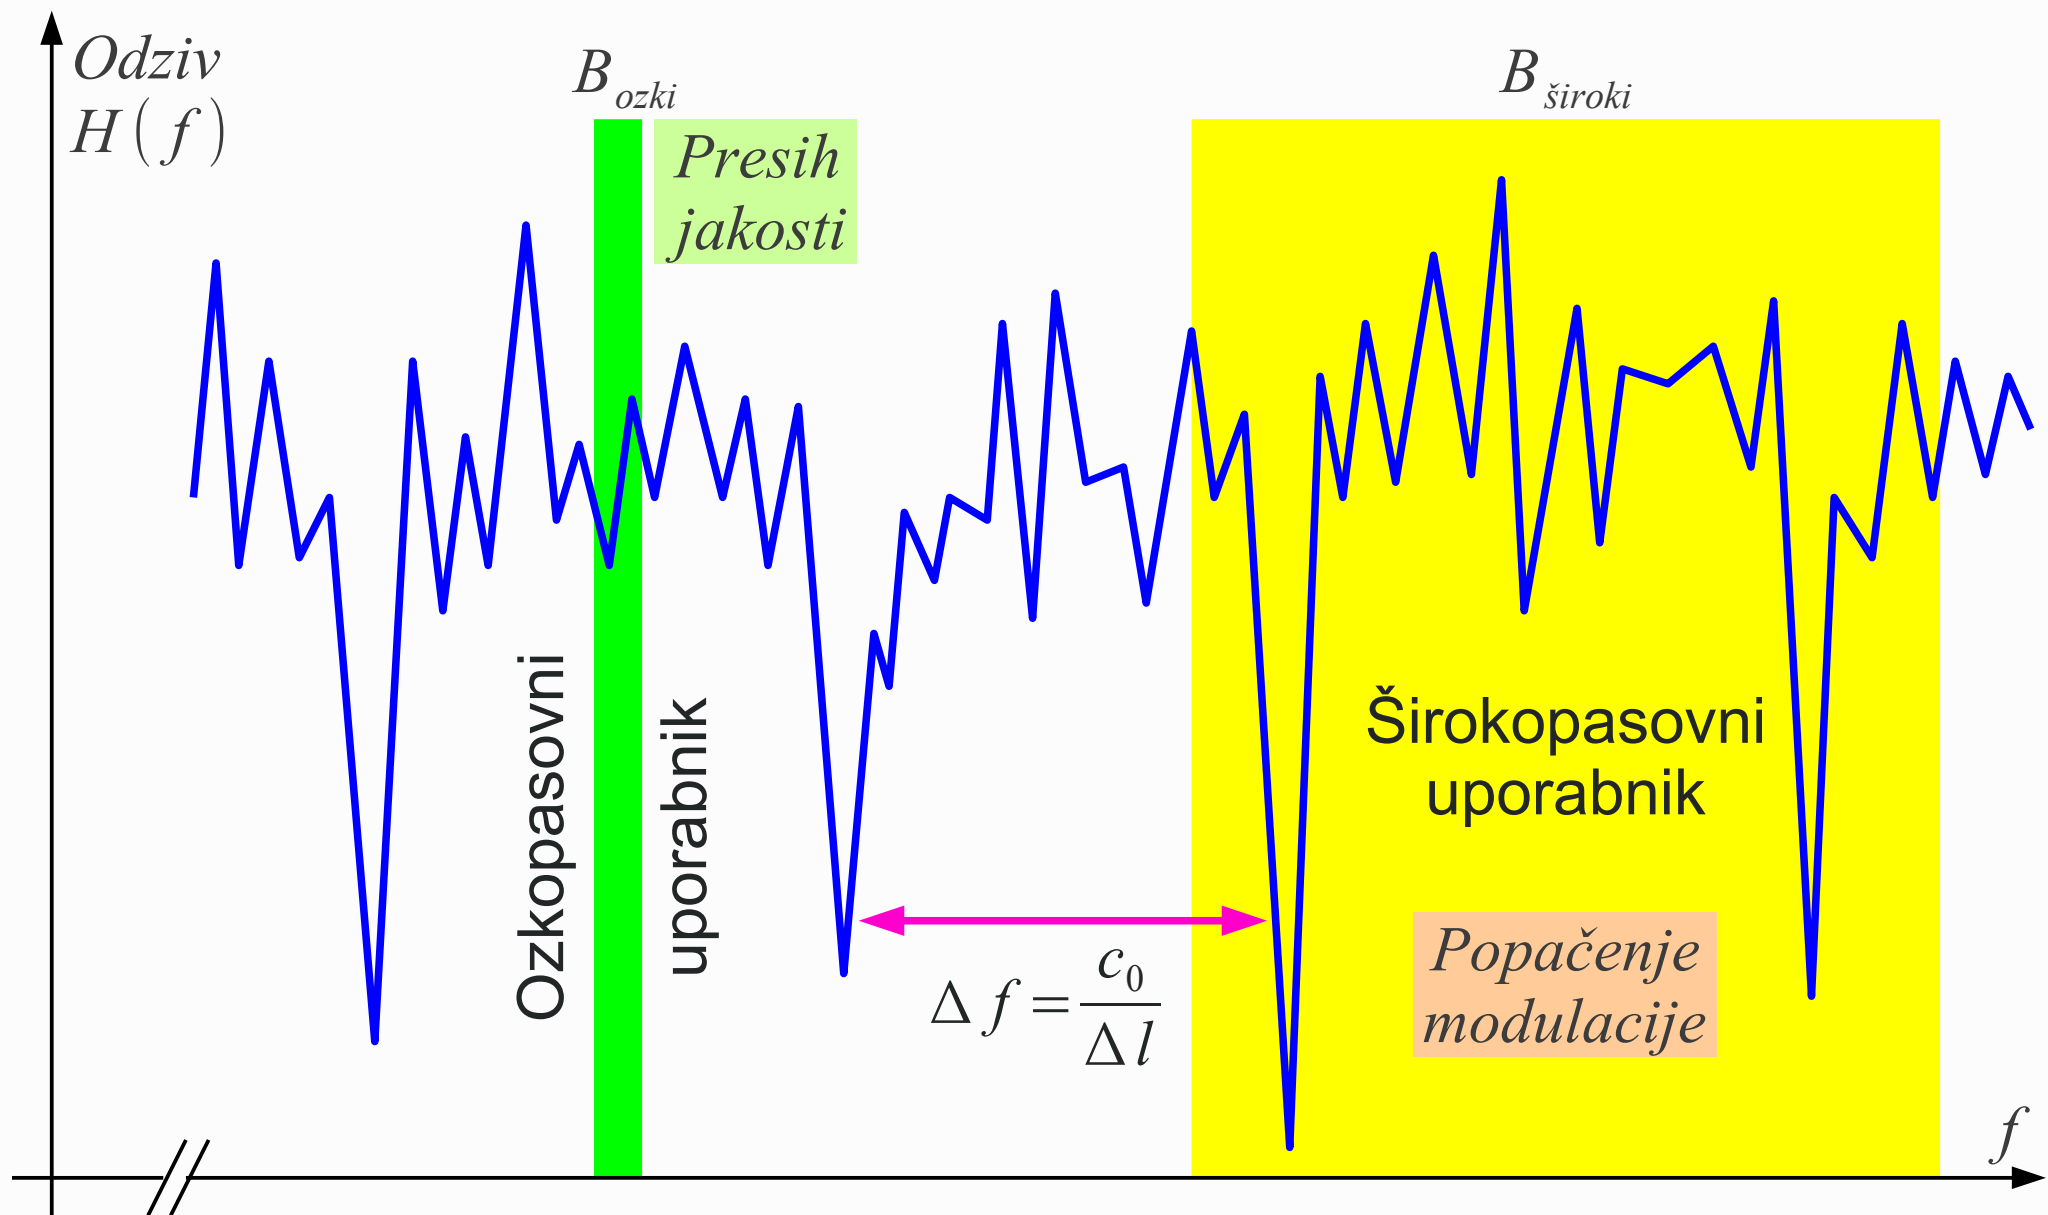 Odziv
H(f)
B ozki
B široki
Presih
jakosti
Ozkopasovni
uporabnik
Širokopasovni
uporabnik
Δf = c₀/Δl
Popačenje
modulacije
f